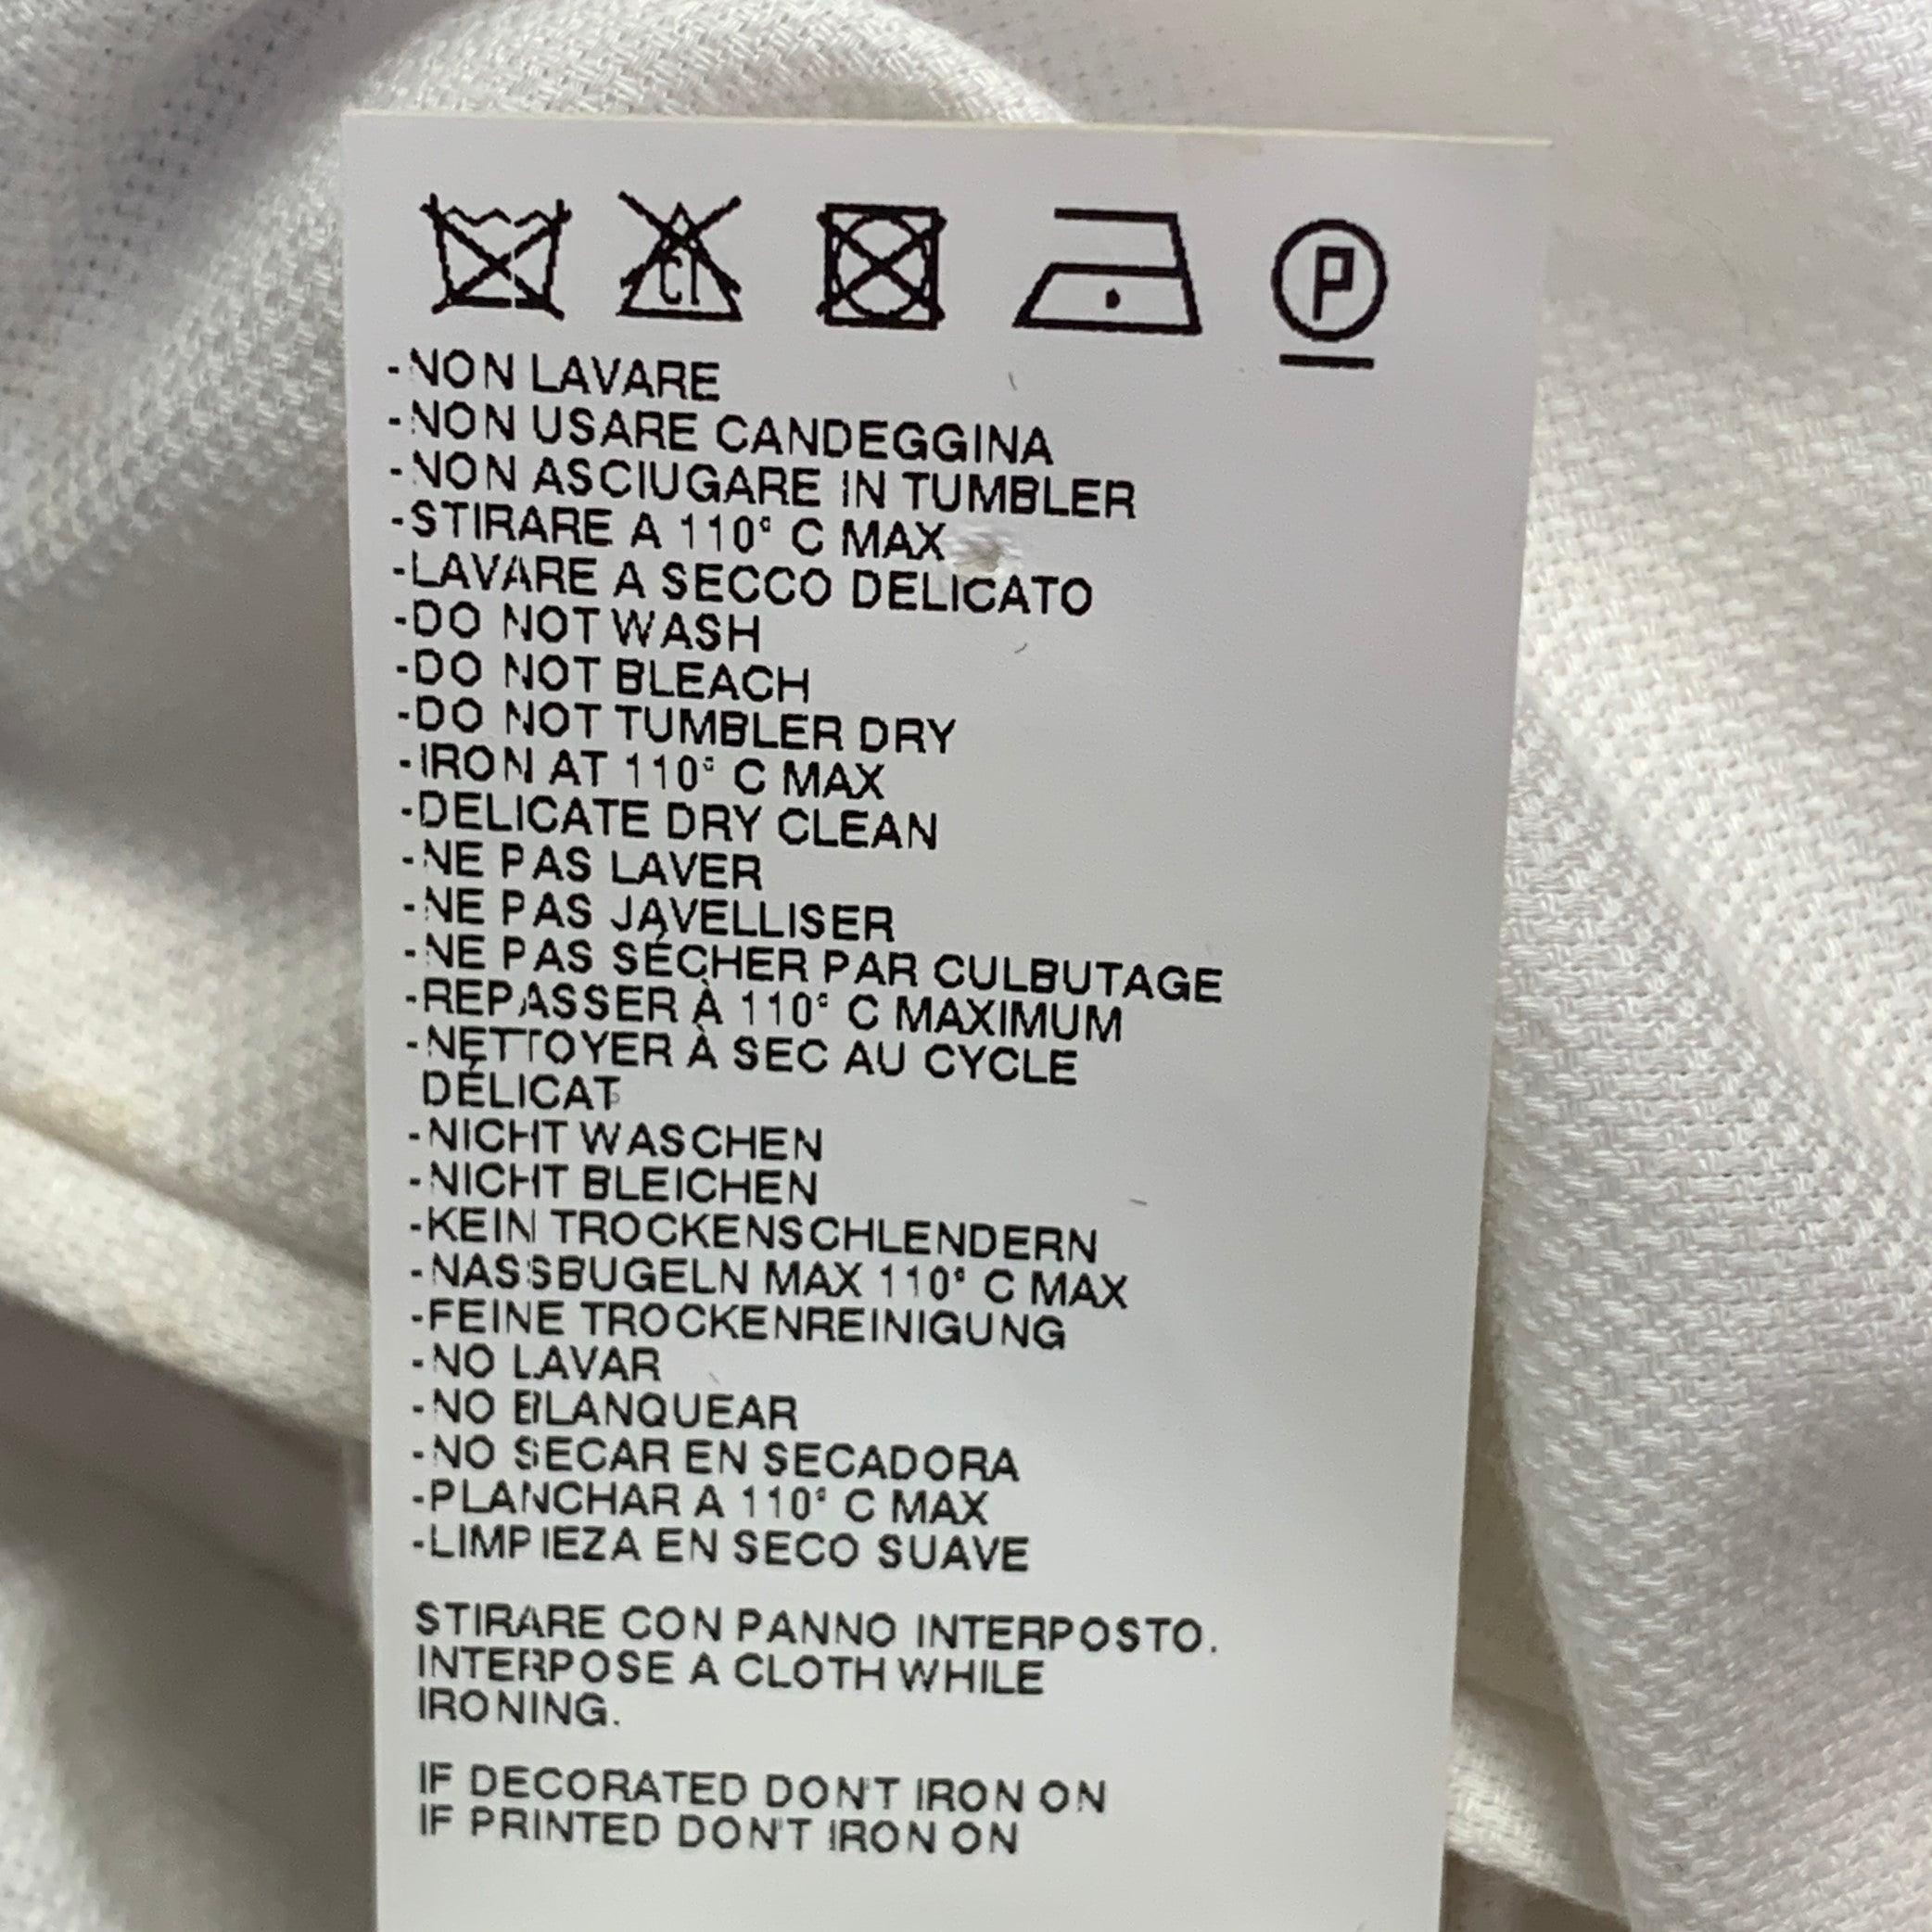 CI
P
-NON LAVARE
-NON USARE CANDEGGINA
-NON ASCIUGARE IN TUMBLER
-STIRARE A 110° C MAX
-LAVARE A SECCO DELICATO
-DO NOT WASH
-DO NOT BLEACH
-DO NOT TUMBLER DRY
-IRON AT 110° C MAX
-DELICATE DRY CLEAN
-NE PAS LAVER
-NE PAS JAVELLISER
-NE PAS SÉCHER PAR CULBUTAGE
-REPASSER À 110° C MAXIMUM
-NETTOYER À SEC AU CYCLE
DÉLICAT
-NICHT WASCHEN
-NICHT BLEICHEN
-KEIN TROCKENSCHLENDERN
-NASSBUGELN MAX 110° C MAX
-FEINE TROCKENREINIGUNG
-NO LAVAR
-NO BLANQUEAR
-NO SECAR EN SECADORA
-PLANCHAR A 110° C MAX
-LIMPIEZA EN SECO SUAVE
STIRARE CON PANNO INTERPOSTO.
INTERPOSE A CLOTH WHILE
IRONING.
IF DECORATED DON'T IRON ON
IF PRINTED DON'T IRON ON